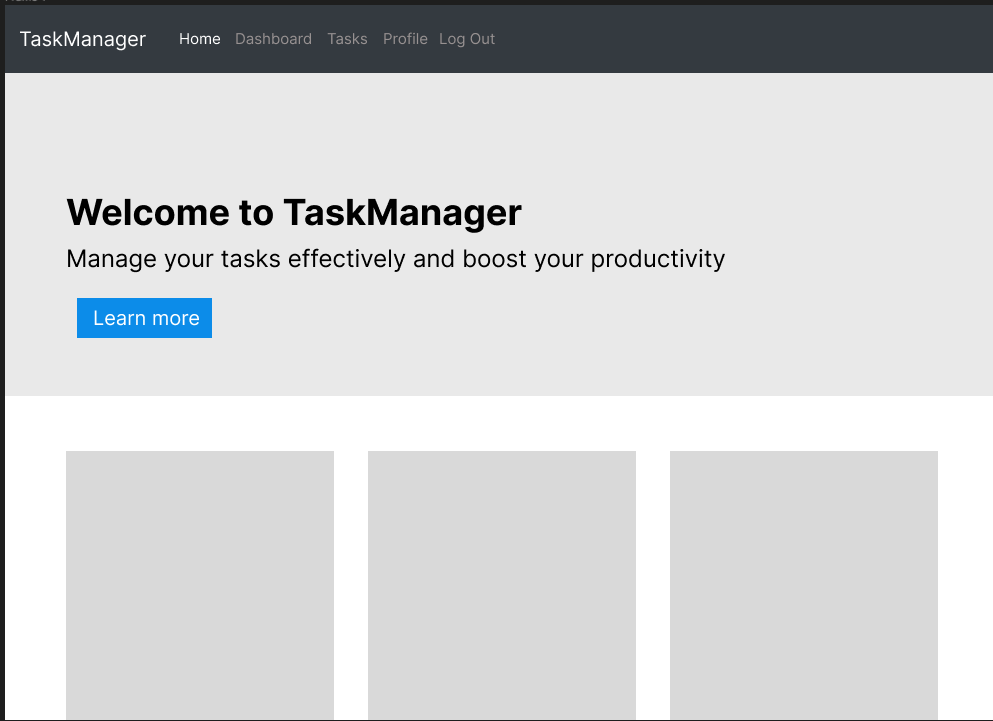 TaskManager Home Dashboard Tasks Profile Log Out
Welcome to TaskManager
Manage your tasks effectively and boost your productivity
Learn more